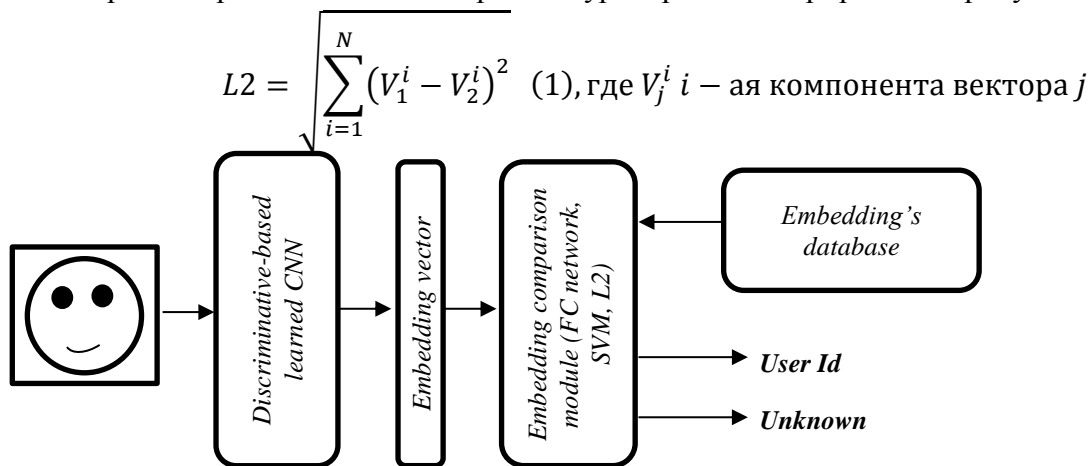 L2 = √∑_{i=1}^{N} (V_1^i − V_2^i)^2 (1), где V_j^i i − ая компонента вектора j
Discriminative-based
learned CNN
Embedding vector
Embedding comparison
module (FC network,
SVM, L2)
Embedding’s
database
User Id
Unknown